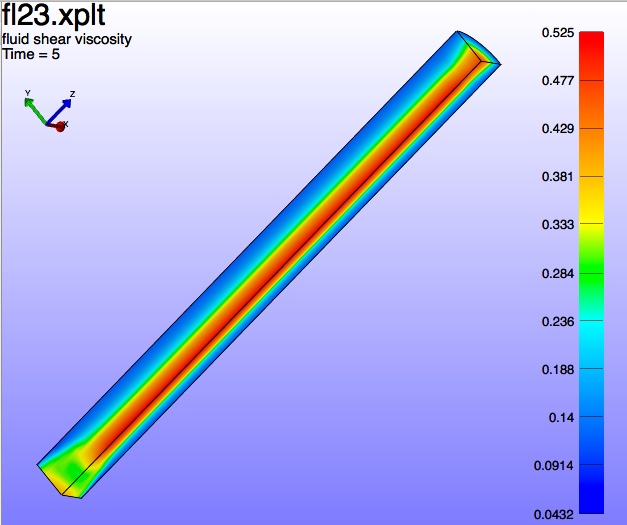 fl23.xplt
fluid shear viscosity
Time = 5
Y
Z
X
0.525
0.477
0.429
0.381
0.333
0.284
0.236
0.188
0.14
0.0914
0.0432